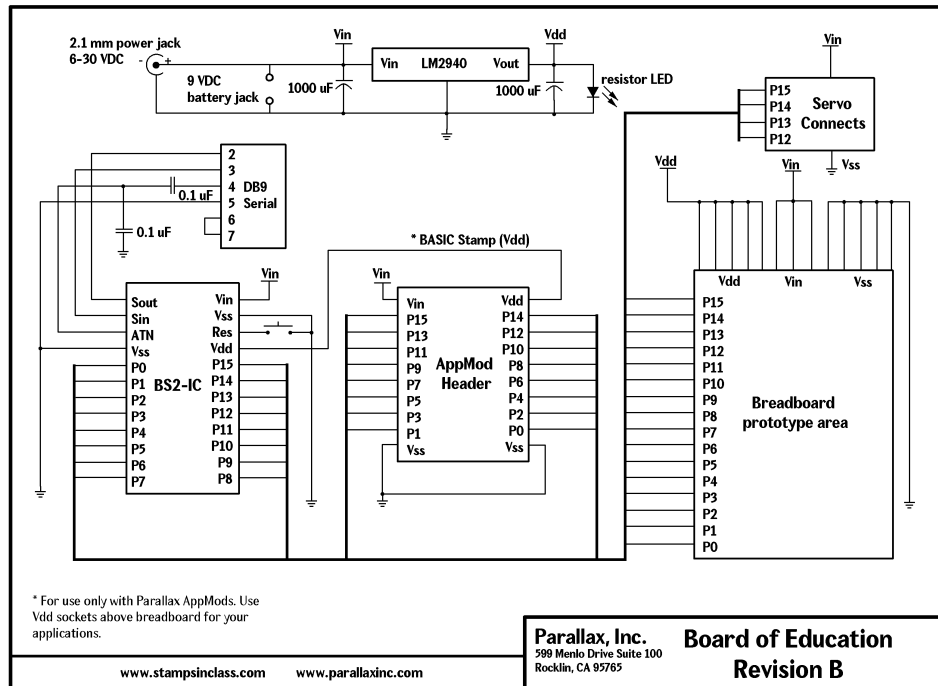 2.1 mm power jack
6-30 VDC
-
+
9 VDC
battery jack
Vin
1000 uF
Vin
LM2940
Vout
Vdd
1000 uF
resistor LED
Vin
P15
P14
P13
P12
Servo
Connects
Vss
2
3
4
5
6
7
DB9
Serial
0.1 uF
0.1 uF
* BASIC Stamp (Vdd)
Vin
Sout
Sin
ATN
Vss
P0
P1
P2
P3
P4
P5
P6
P7
BS2-IC
Vin
Vss
Res
Vdd
P15
P14
P13
P12
P11
P10
P9
P8
Vin
Vin
P15
P13
P11
P9
P7
P5
P3
P1
Vss
AppMod
Header
Vdd
P14
P12
P10
P8
P6
P4
P2
P0
Vss
Vdd
Vin
Vdd
Vin
Vss
P15
P14
P13
P12
P11
P10
P9
P8
P7
P6
P5
P4
P3
P2
P1
P0
Breadboard
prototype area
* For use only with Parallax AppMods. Use
Vdd sockets above breadboard for your
applications.
www.stampsinclass.com
www.parallaxinc.com
Parallax, Inc.
599 Menlo Drive Suite 100
Rocklin, CA 95765
Board of Education
Revision B